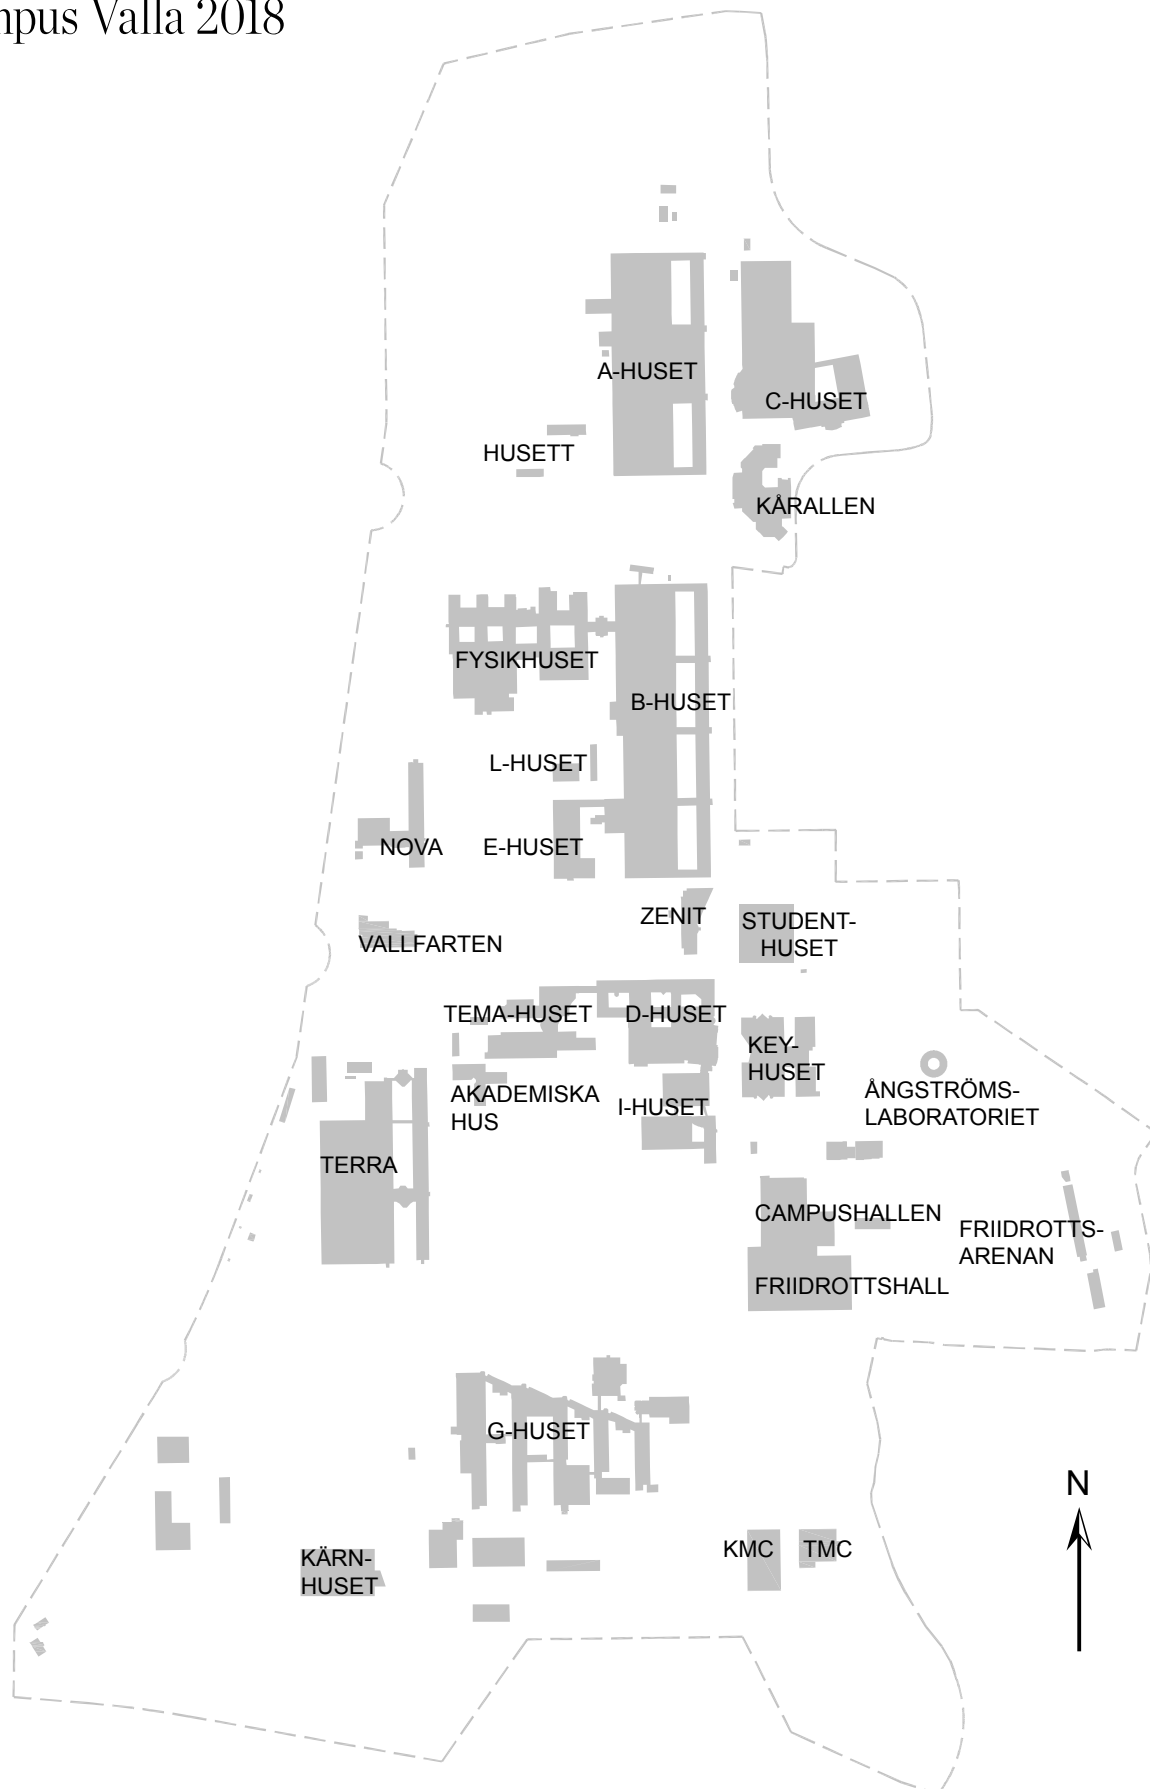 Valla 2018
A-HUSET
C-HUSET
HUSETT
KÅRALLEN
FYSIKHUSET
B-HUSET
L-HUSET
NOVA
E-HUSET
ZENIT
STUDENT-
HUSET
VALLFARTEN
TEMA-HUSET
D-HUSET
KEY-
HUSET
AKADEMISKA
HUS
I-HUSET
ÅNGSTRÖMS-
LABORATORIET
TERRA
CAMPUSHALLEN
FRIIDROTTS-
ARENAN
FRIIDROTTSHALL
G-HUSET
N
KÄRN-
HUSET
KMC
TMC